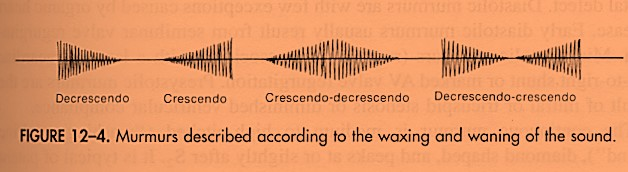 Decrescendo Crescendo Crescendo-decrescendo Decrescendo-crescendo
FIGURE 12–4. Murmurs described according to the waxing and waning of the sound.